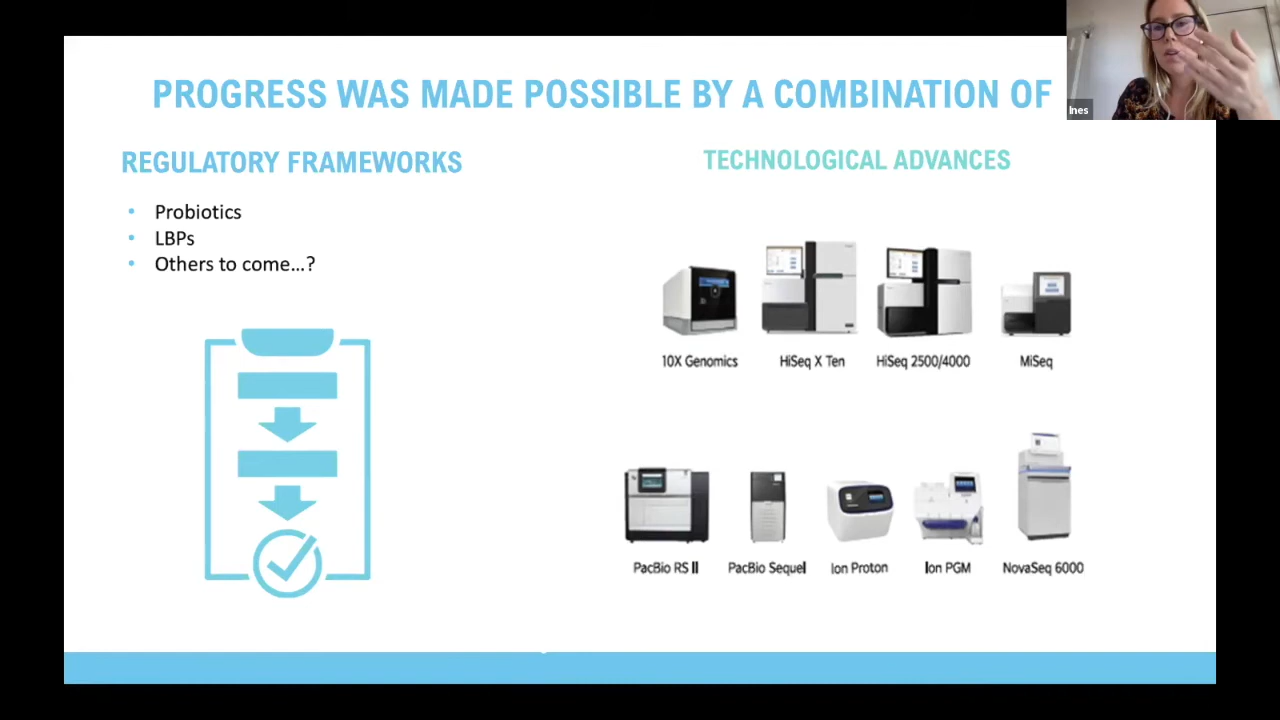 PROGRESS WAS MADE POSSIBLE BY A COMBINATION OF
Ines
REGULATORY FRAMEWORKS
• Probiotics
• LBPs
• Others to come...?
TECHNOLOGICAL ADVANCES
10X Genomics
HiSeq X Ten
HiSeq 2500/4000
MiSeq
PacBio RS II
PacBio Sequel
Ion Proton
Ion PGM
NovaSeq 6000